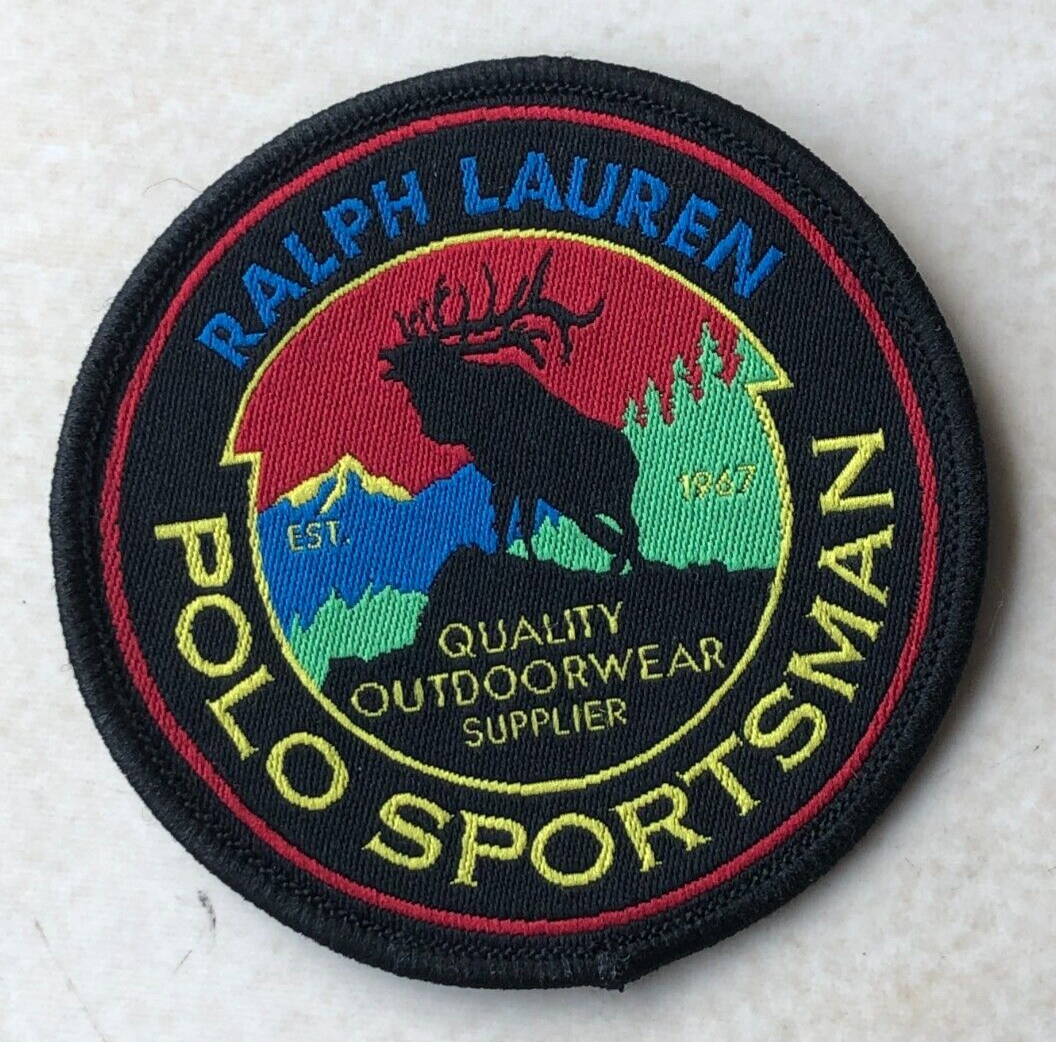 RALPH LAUREN
EST. 1967
QUALITY
OUTDOORWEAR
SUPPLIER
POLO SPORTSMAN